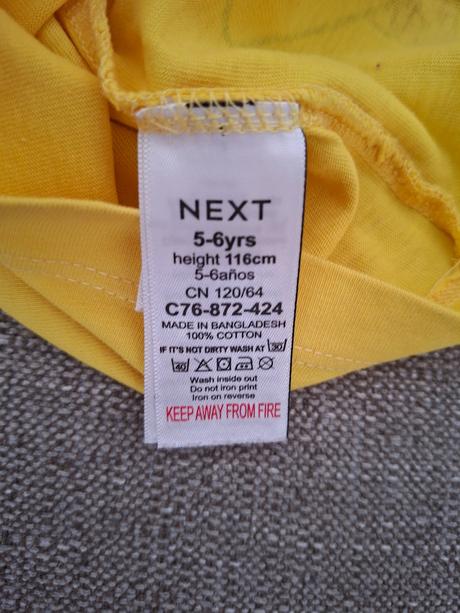 NEXT
5-6yrs
height 116cm
5-6años
CN 120/64
C76-872-424
MADE IN BANGLADESH
100% COTTON
IF IT'S NOT DIRTY WASH AT 30
40
Wash inside out
Do not iron print
Iron on reverse
KEEP AWAY FROM FIRE